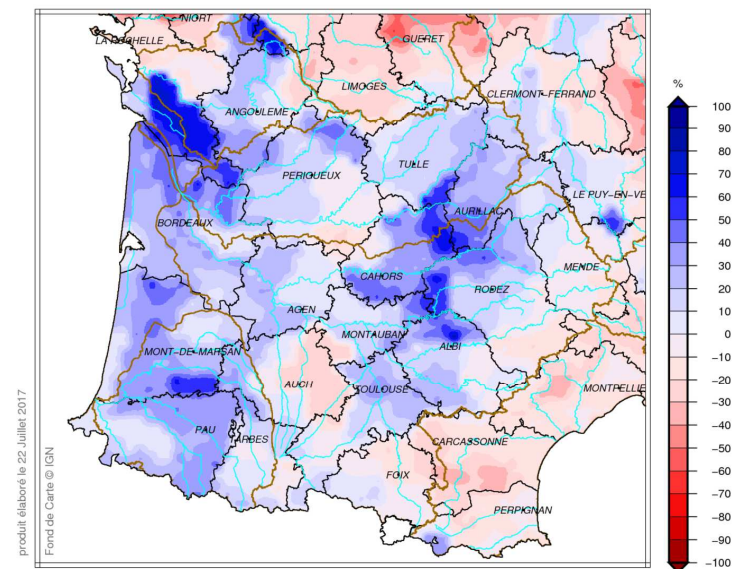 NIORT
LA ROCHELLE
GUERET
LIMOGES
CLERMONT-FERRAND
ANGOULEME
TULLE
PERIGUEUX
LE PUY-EN-VE
AURILLAC
BORDEAUX
MENDE
CAHORS
RODEZ
AGEN
MONTAUBAN
ALBI
MONT-DE-MARSAN
AUCH
TOULOUSE
MONTPELLIE
PAU
ARBES
CARCASSONNE
FOIX
PERPIGNAN
%
100
90
80
70
60
50
40
30
20
10
0
−10
−20
−30
−40
−50
−60
−70
−80
−90
−100
produit élaboré le 22 Juillet 2017
Fond de Carte © IGN